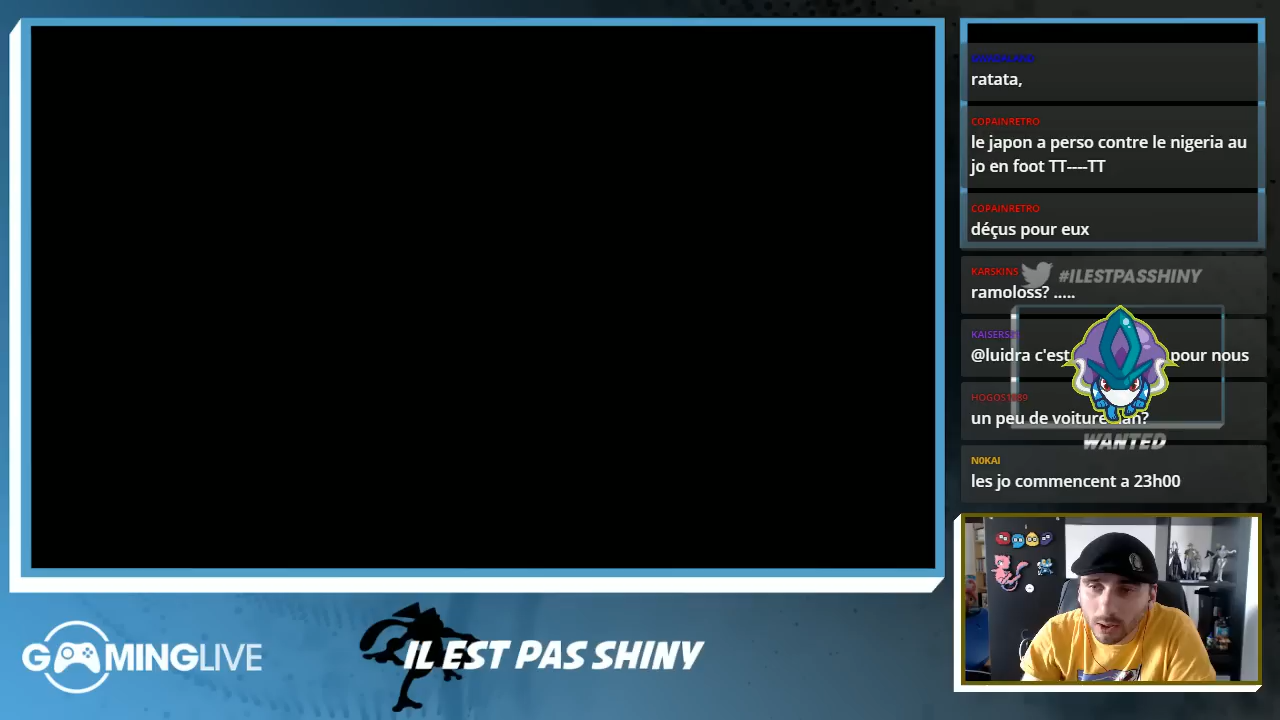 ratata,
COPAINRETRO
le japon a perso contre le nigeria au
jo en foot TT----TT
COPAINRETRO
déçus pour eux
KARSKINS
#ILESTPASSHINY
ramoloss? .....
@luidra c'est pour nous
un peu de voiture
WANTED
N0KAI
les jo commencent a 23h00
GAMINGLIVE
IL EST PAS SHINY